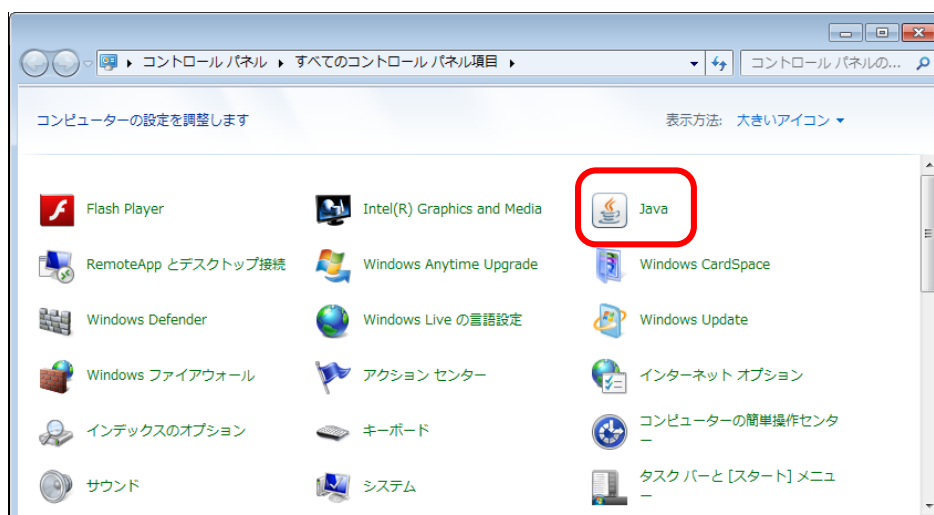 コントロール パネル ▶ すべてのコントロール パネル項目 ▶
コントロール パネルの...
コンピューターの設定を調整します
表示方法: 大きいアイコン ▼
Flash Player
Intel(R) Graphics and Media
Java
RemoteApp とデスクトップ接続
Windows Anytime Upgrade
Windows CardSpace
Windows Defender
Windows Live の言語設定
Windows Update
Windows ファイアウォール
アクション センター
インターネット オプション
インデックスのオプション
キーボード
コンピューターの簡単操作センタ
ー
サウンド
システム
タスク バーと [スタート] メニュ
ー